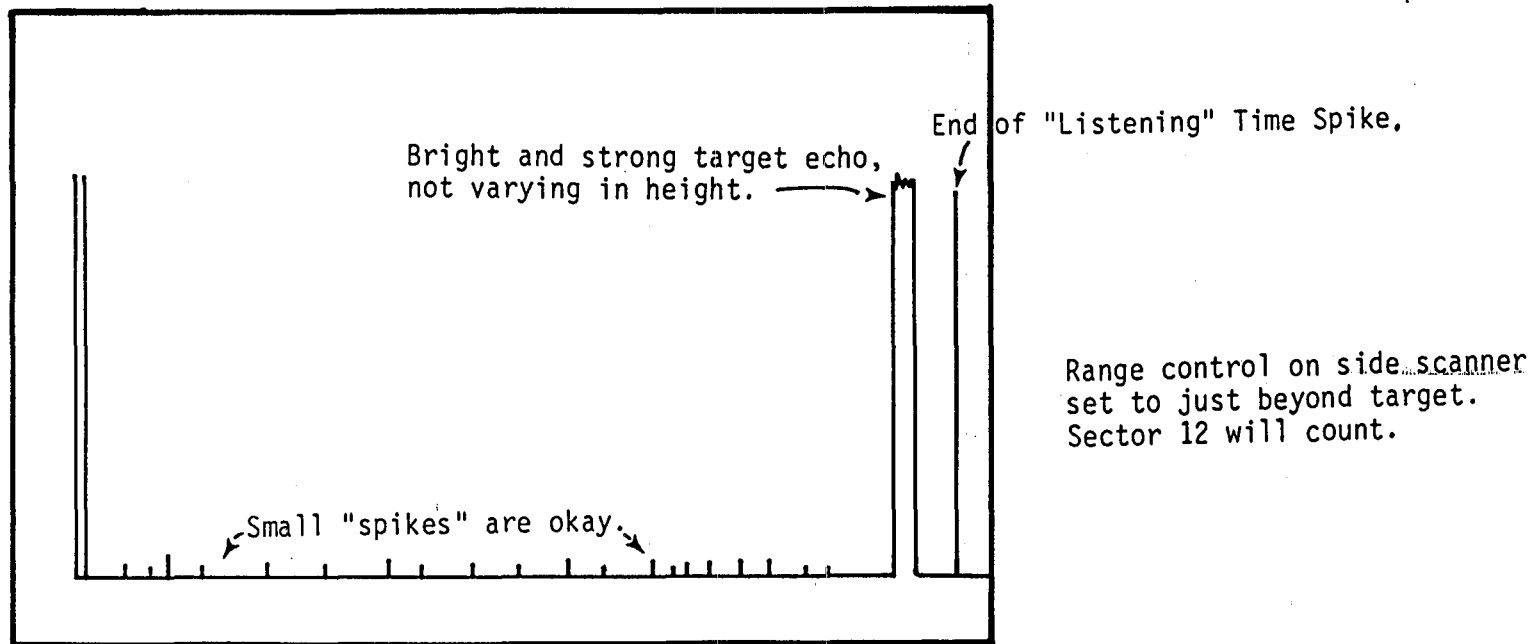 End of "Listening" Time Spike.
Bright and strong target echo,
not varying in height.
Range control on side scanner
set to just beyond target.
Sector 12 will count.
Small "spikes" are okay.